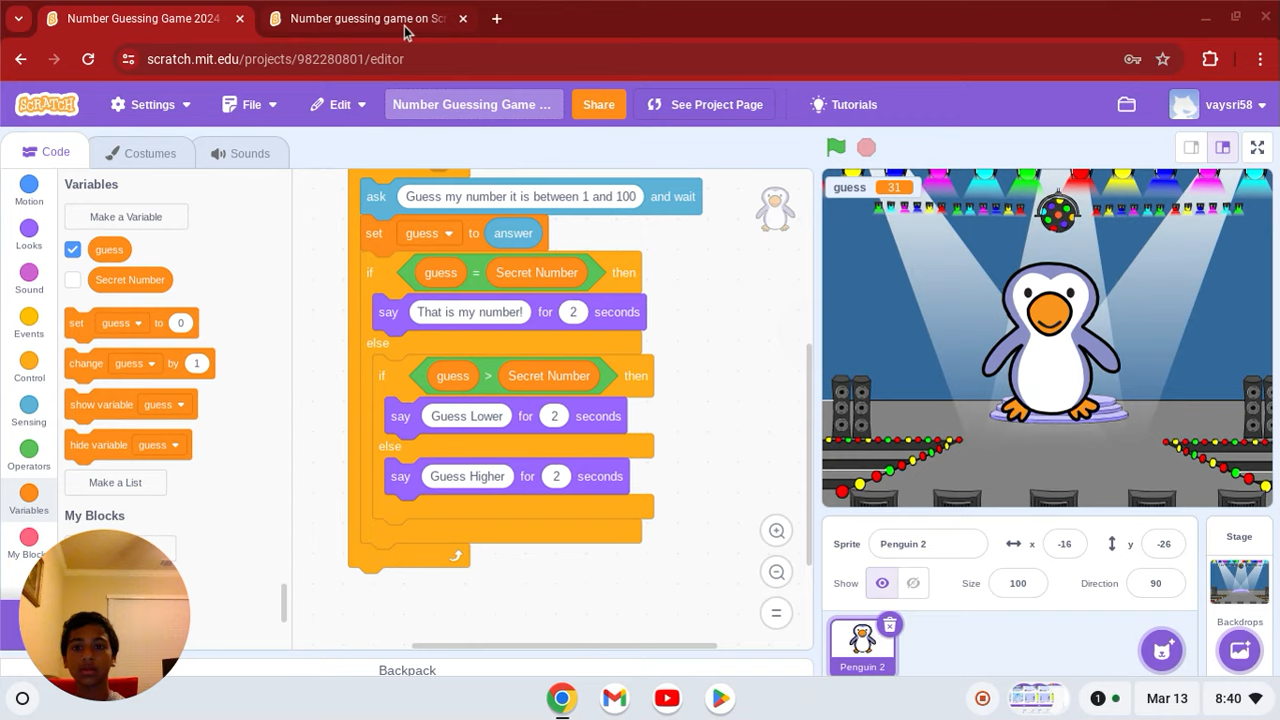 Number Guessing Game 2024
Number guessing game on Scr
scratch.mit.edu/projects/982280801/editor
SCRATCH
Settings
File
Edit
Number Guessing Game ...
Share
See Project Page
Tutorials
vaysri58
Code
Costumes
Sounds
Motion
Looks
Sound
Events
Control
Sensing
Operators
Variables
My Blo
Variables
Make a Variable
guess
Secret Number
set guess to 0
change guess by 1
show variable guess
hide variable guess
Make a List
My Blocks
ask Guess my number it is between 1 and 100 and wait
set guess to answer
if guess = Secret Number then
say That is my number! for 2 seconds
else
if guess > Secret Number then
say Guess Lower for 2 seconds
else
say Guess Higher for 2 seconds
Backpack
guess 31
Sprite Penguin 2 x -16 y -26
Show Size 100 Direction 90
Penguin 2
Stage
Backdrops
1
Mar 13
8:40